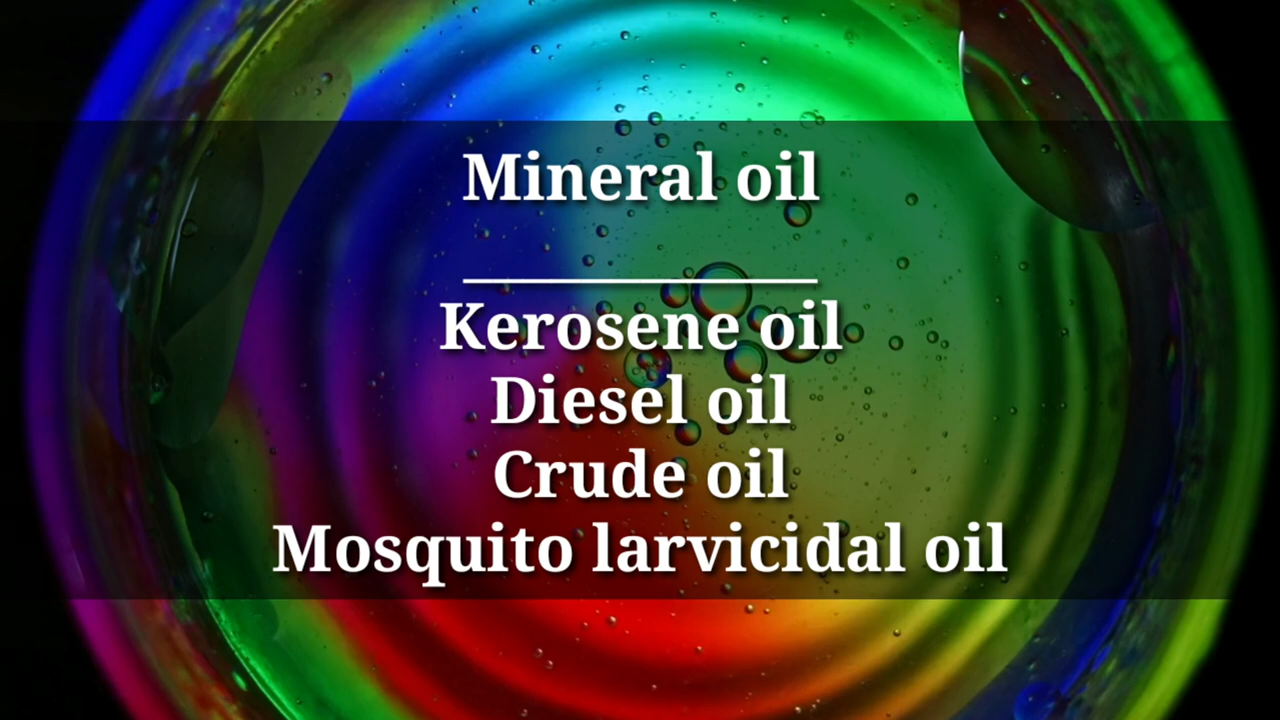 Mineral oil
Kerosene oil
Diesel oil
Crude oil
Mosquito larvicidal oil